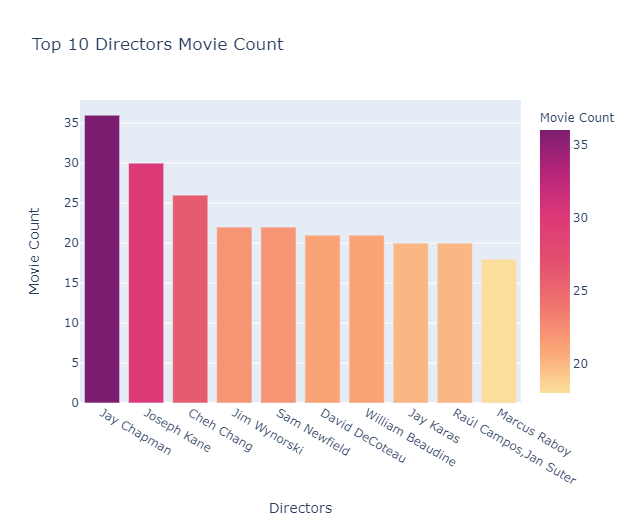 Top 10 Directors Movie Count
Movie Count
35
30
25
20
15
10
5
0
Movie Count
35
30
25
20
Jay Chapman
Joseph Kane
Cheh Chang
Jim Wynorski
Sam Newfield
David DeCoteau
William Beaudine
Jay Karas
Raúl Campos,Jan Suter
Marcus Raboy
Directors